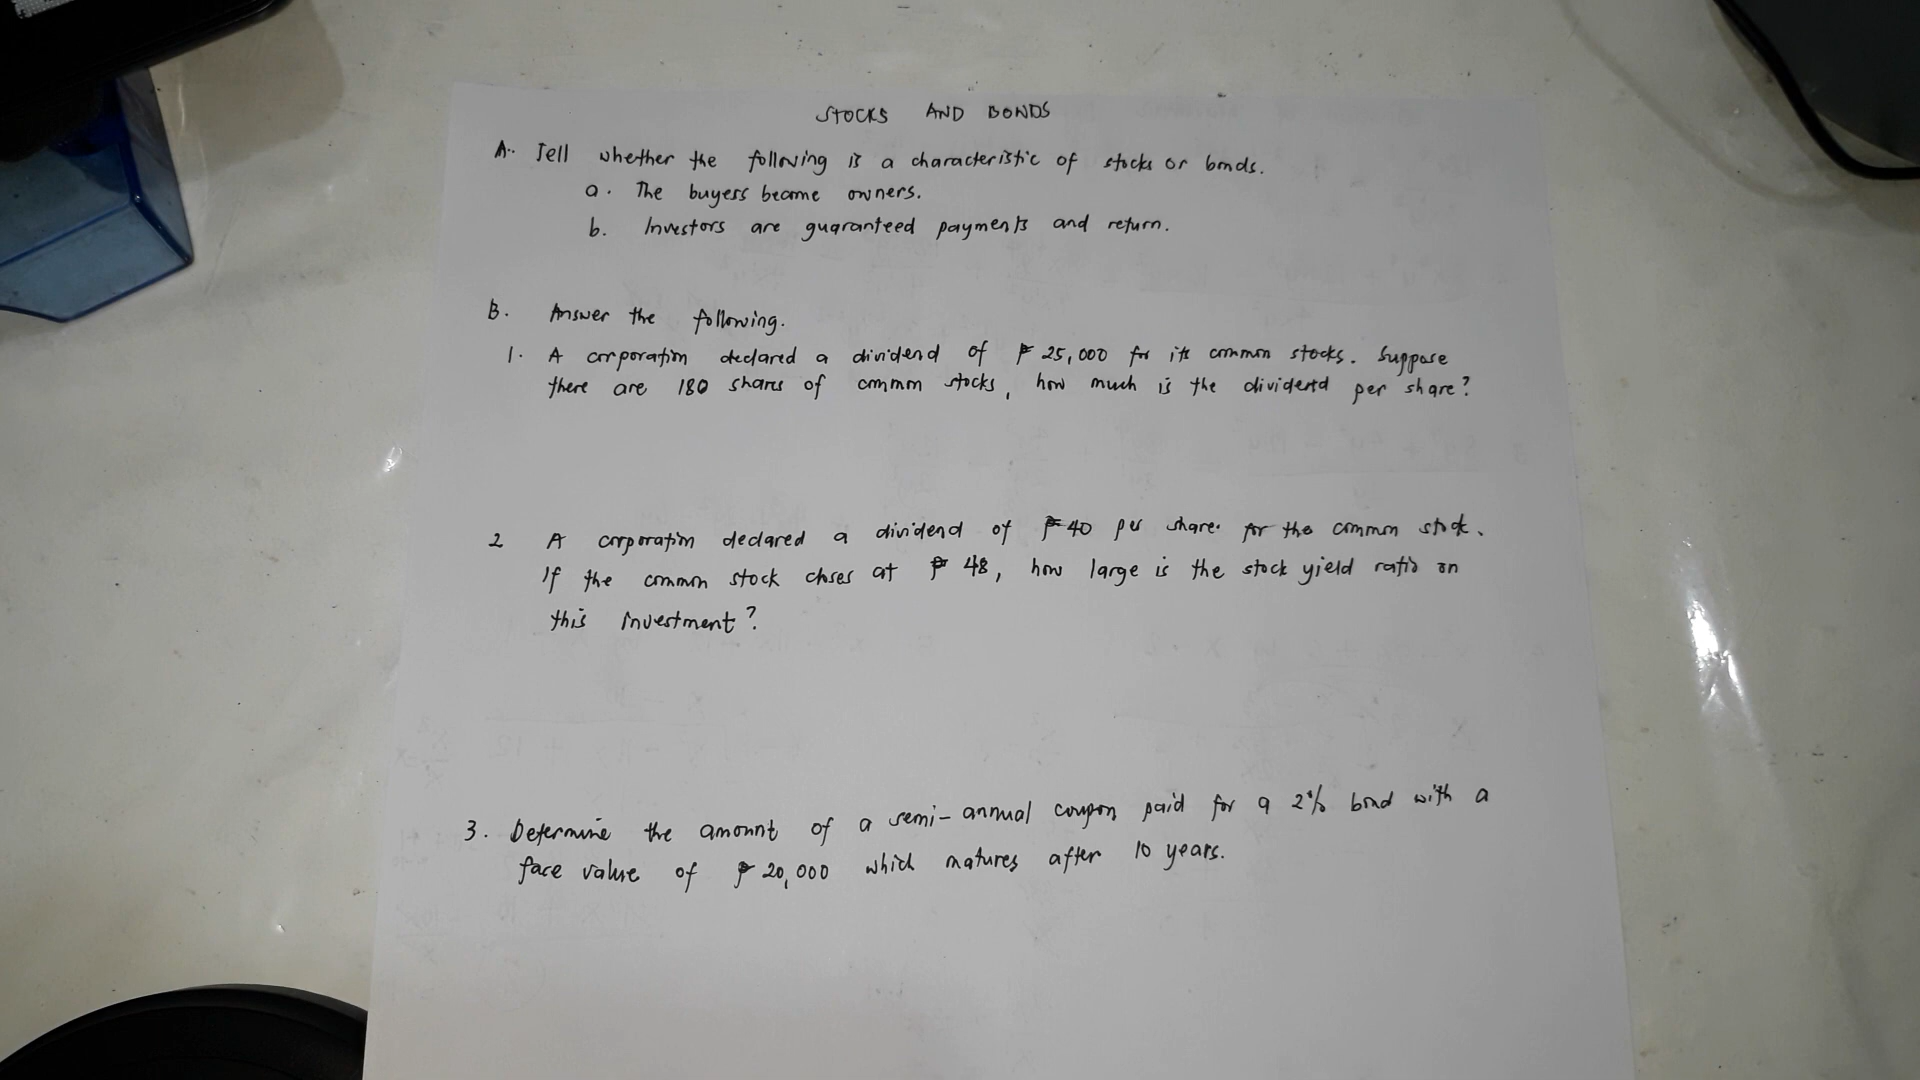 STOCKS AND BONDS
A. Tell whether the following is a characteristic of stocks or bonds.
a. The buyers become owners.
b. Investors are guaranteed payments and return.
B. Answer the following.
1. A corporation declared a dividend of ₱ 25,000 for its common stocks. Suppose
there are 180 shares of common stocks, how much is the dividend per share?
2 A corporation declared a dividend of ₱ 40 per share for the common stock.
If the common stock closes at ₱ 48, how large is the stock yield ratio on
this investment?
3. Determine the amount of a semi-annual coupon paid for a 2% bond with a
face value of ₱ 20,000 which matures after 10 years.